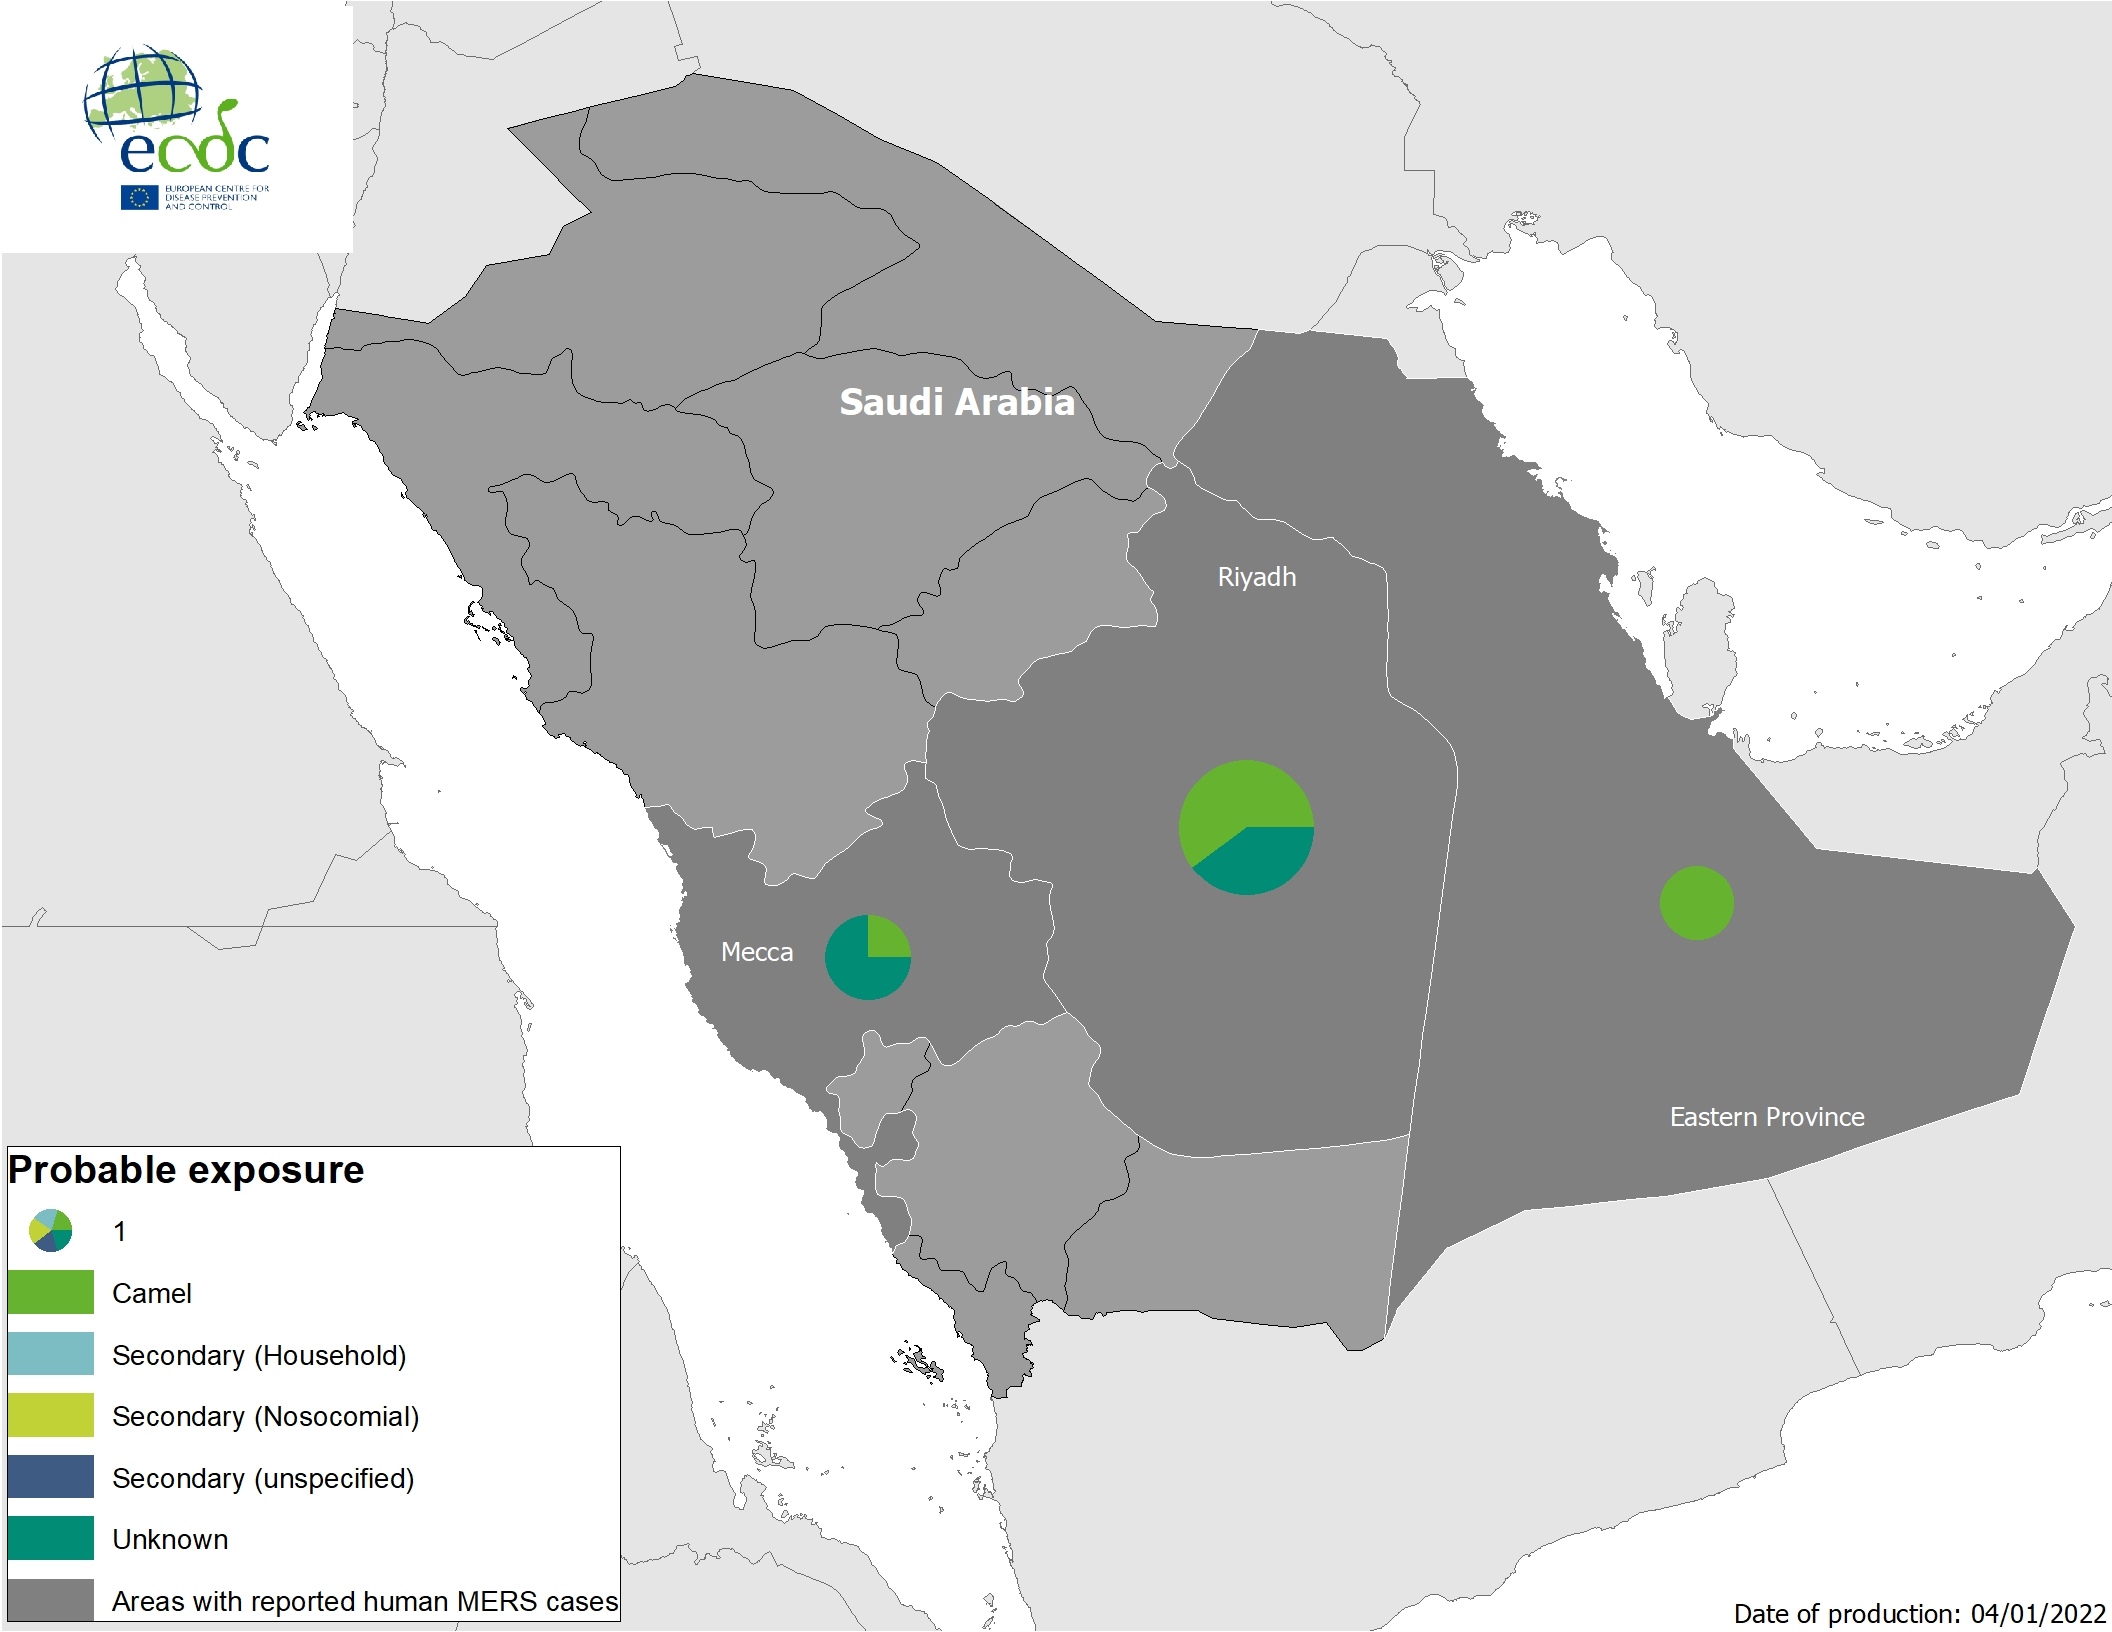 ecdc
EUROPEAN CENTRE FOR
DISEASE PREVENTION
AND CONTROL
Saudi Arabia
Riyadh
Mecca
Eastern Province
Probable exposure
1
Camel
Secondary (Household)
Secondary (Nosocomial)
Secondary (unspecified)
Unknown
Areas with reported human MERS cases
Date of production: 04/01/2022